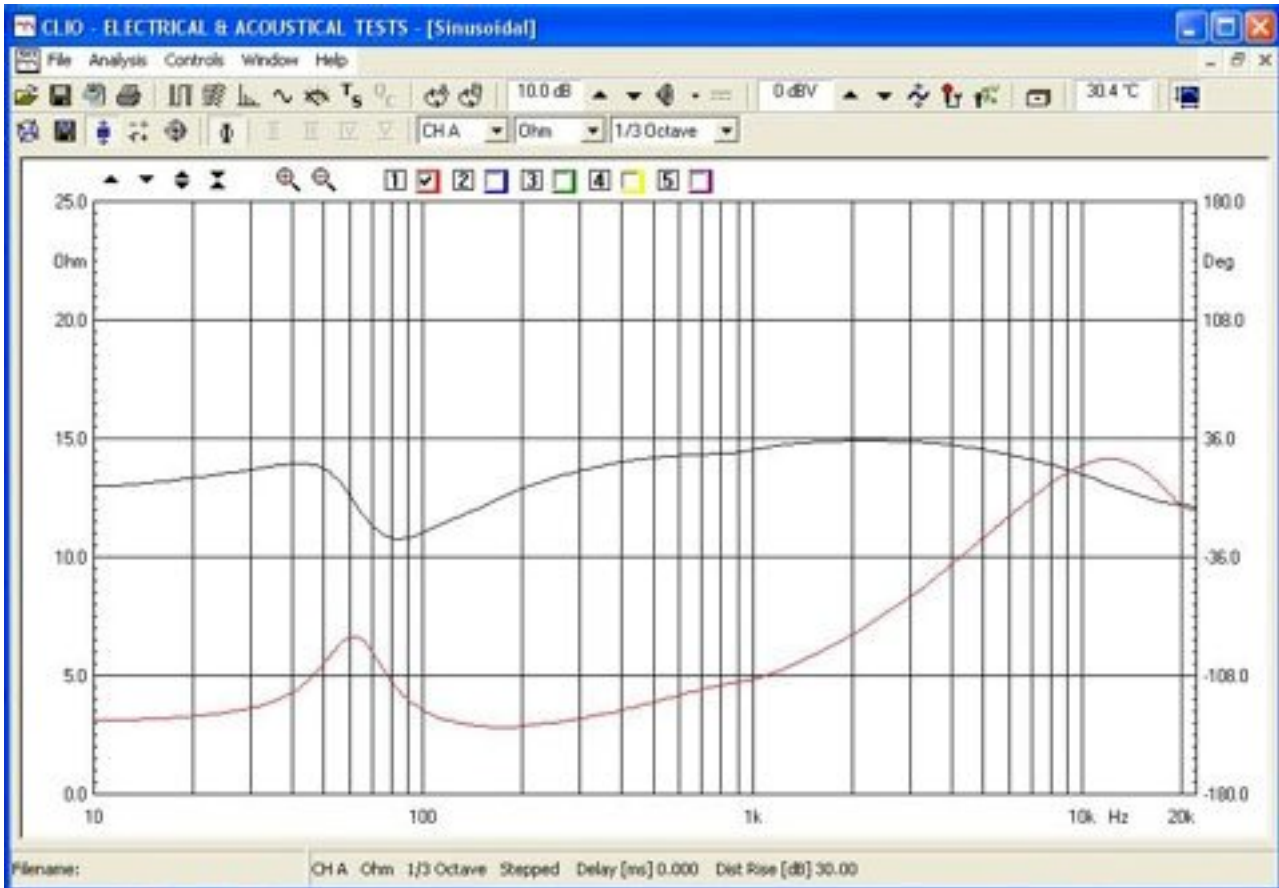 CLIO - ELECTRICAL & ACOUSTICAL TESTS - [Sinusoidal]
File Analysis Controls Window Help
10.0 dB 0 dBV 30.4 °C
CH A Ohm 1/3 Octave
1 2 3 4 5
25.0 180.0
Ohm Deg
20.0 108.0
15.0 36.0
10.0 -36.0
5.0 -108.0
0.0 -180.0
10 100 1k 10k Hz 20k
Filename: CH A Ohm 1/3 Octave Stepped Delay [ms] 0.000 Dist Rise [dB] 30.00